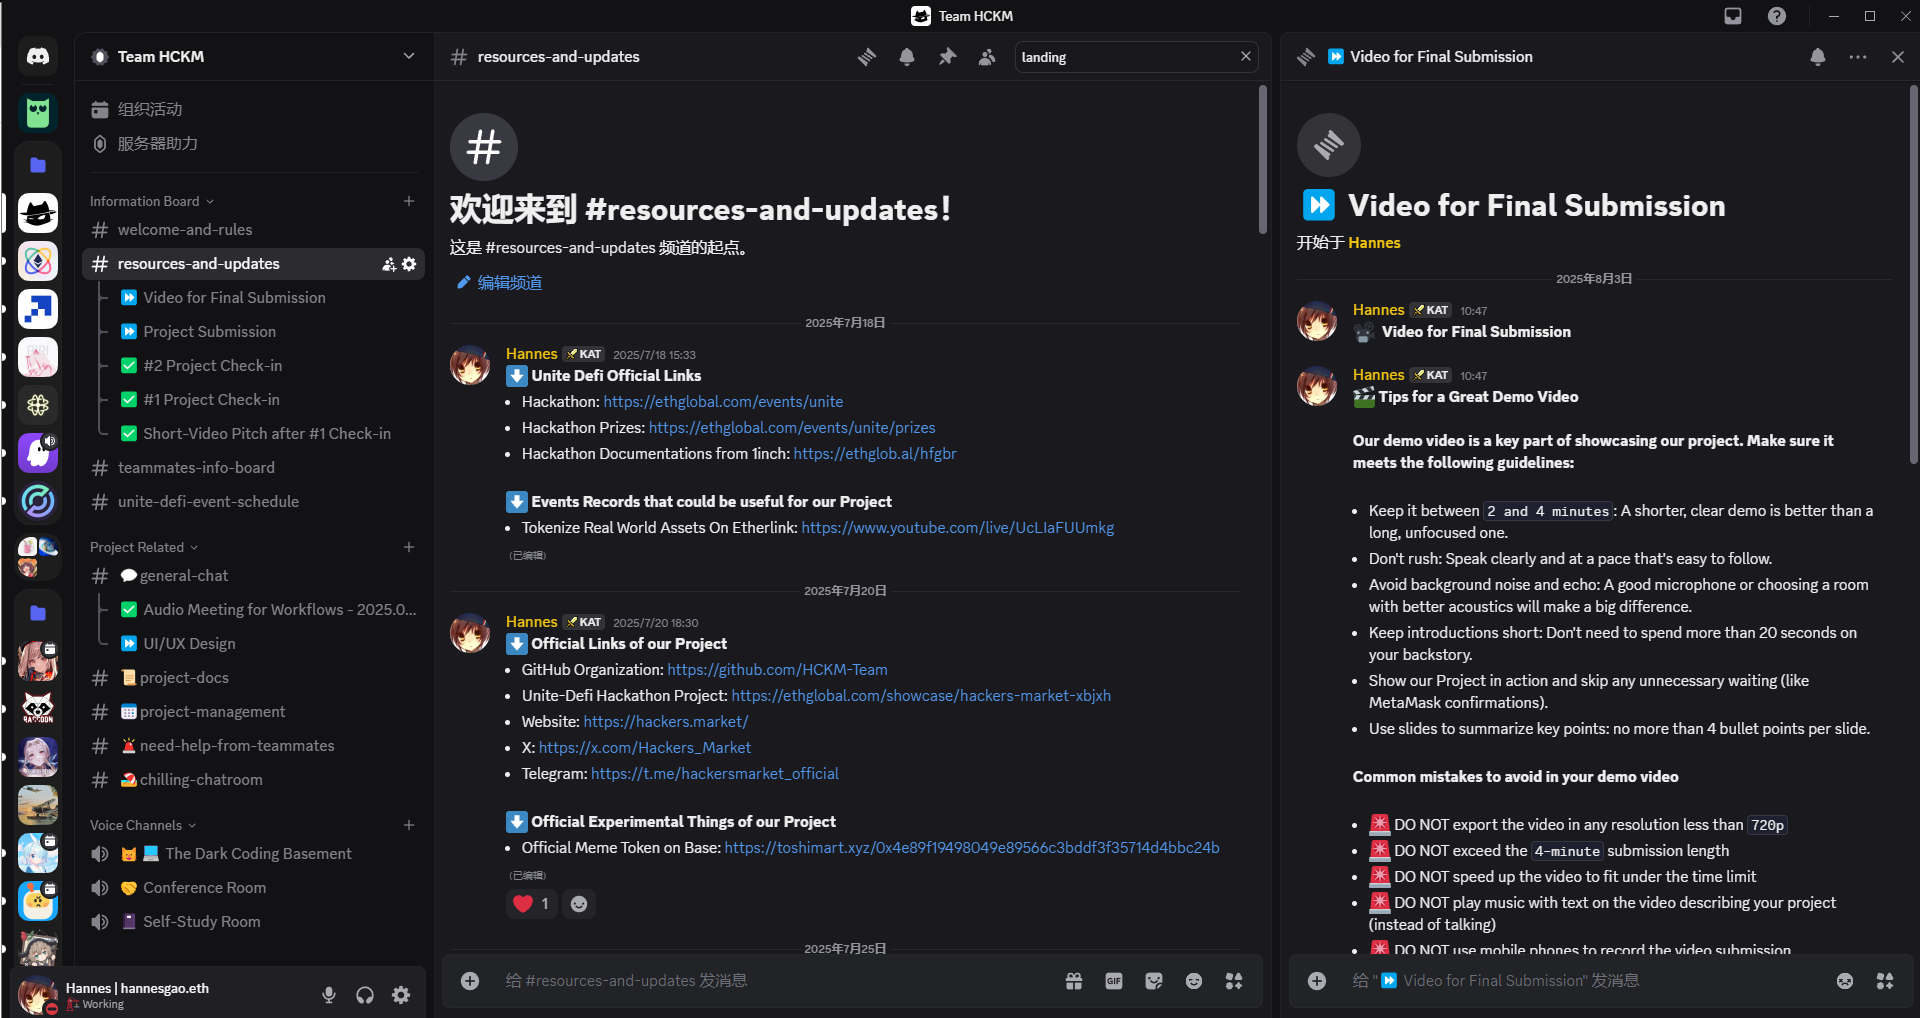 Team HCKM
Team HCKM
组织活动
服务器助力
Information Board
welcome-and-rules
resources-and-updates
Video for Final Submission
Project Submission
#2 Project Check-in
#1 Project Check-in
Short-Video Pitch after #1 Check-in
teammates-info-board
unite-defi-event-schedule
Project Related
general-chat
Audio Meeting for Workflows - 2025.0...
UI/UX Design
project-docs
project-management
need-help-from-teammates
chilling-chatroom
Voice Channels
The Dark Coding Basement
Conference Room
Self-Study Room
Hannes | hannesgao.eth
Working
RACCOON
resources-and-updates
landing
欢迎来到 #resources-and-updates！
这是 #resources-and-updates 频道的起点。
编辑频道
2025年7月18日
Hannes KAT 2025/7/18 15:33
Unite Defi Official Links
• Hackathon: https://ethglobal.com/events/unite
• Hackathon Prizes: https://ethglobal.com/events/unite/prizes
• Hackathon Documentations from 1inch: https://ethglob.al/hfgbr
Events Records that could be useful for our Project
• Tokenize Real World Assets On Etherlink: https://www.youtube.com/live/UcLIaFUUmkg
(已编辑)
2025年7月20日
Hannes KAT 2025/7/20 18:30
Official Links of our Project
• GitHub Organization: https://github.com/HCKM-Team
• Unite-Defi Hackathon Project: https://ethglobal.com/showcase/hackers-market-xbjxh
• Website: https://hackers.market/
• X: https://x.com/Hackers_Market
• Telegram: https://t.me/hackersmarket_official
Official Experimental Things of our Project
• Official Meme Token on Base: https://toshimart.xyz/0x4e89f19498049e89566c3bddf3f35714d4bbc24b
(已编辑)
1
2025年7月25日
给 #resources-and-updates 发消息
GIF
Video for Final Submission
Video for Final Submission
开始于 Hannes
2025年8月3日
Hannes KAT 10:47
Video for Final Submission
Hannes KAT 10:47
Tips for a Great Demo Video
Our demo video is a key part of showcasing our project. Make sure it
meets the following guidelines:
• Keep it between 2 and 4 minutes: A shorter, clear demo is better than a
long, unfocused one.
• Don't rush: Speak clearly and at a pace that's easy to follow.
• Avoid background noise and echo: A good microphone or choosing a room
with better acoustics will make a big difference.
• Keep introductions short: Don't need to spend more than 20 seconds on
your backstory.
• Show our Project in action and skip any unnecessary waiting (like
MetaMask confirmations).
• Use slides to summarize key points: no more than 4 bullet points per slide.
Common mistakes to avoid in your demo video
• DO NOT export the video in any resolution less than 720p
• DO NOT exceed the 4-minute submission length
• DO NOT speed up the video to fit under the time limit
• DO NOT play music with text on the video describing your project
(instead of talking)
• DO NOT use mobile phones to record the video submission
给 "Video for Final Submission" 发消息